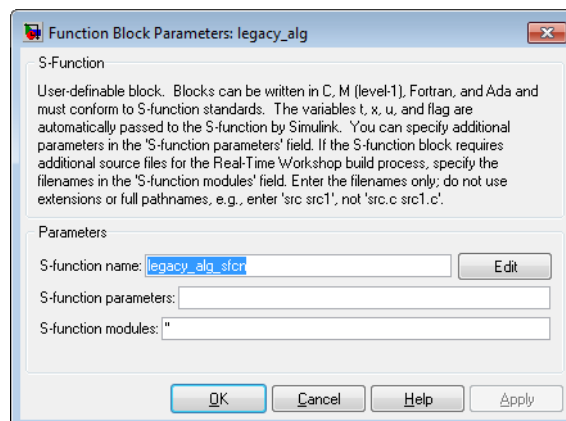 Function Block Parameters: legacy_alg
S-Function
User-definable block.  Blocks can be written in C, M (level-1), Fortran, and Ada and
must conform to S-function standards.  The variables t, x, u, and flag are
automatically passed to the S-function by Simulink.  You can specify additional
parameters in the 'S-function parameters' field. If the S-function block requires
additional source files for the Real-Time Workshop build process, specify the
filenames in the 'S-function modules' field. Enter the filenames only; do not use
extensions or full pathnames, e.g., enter 'src src1', not 'src.c src1.c'.
Parameters
S-function name: legacy_alg_sfcn Edit
S-function parameters:
S-function modules: ''
OK Cancel Help Apply